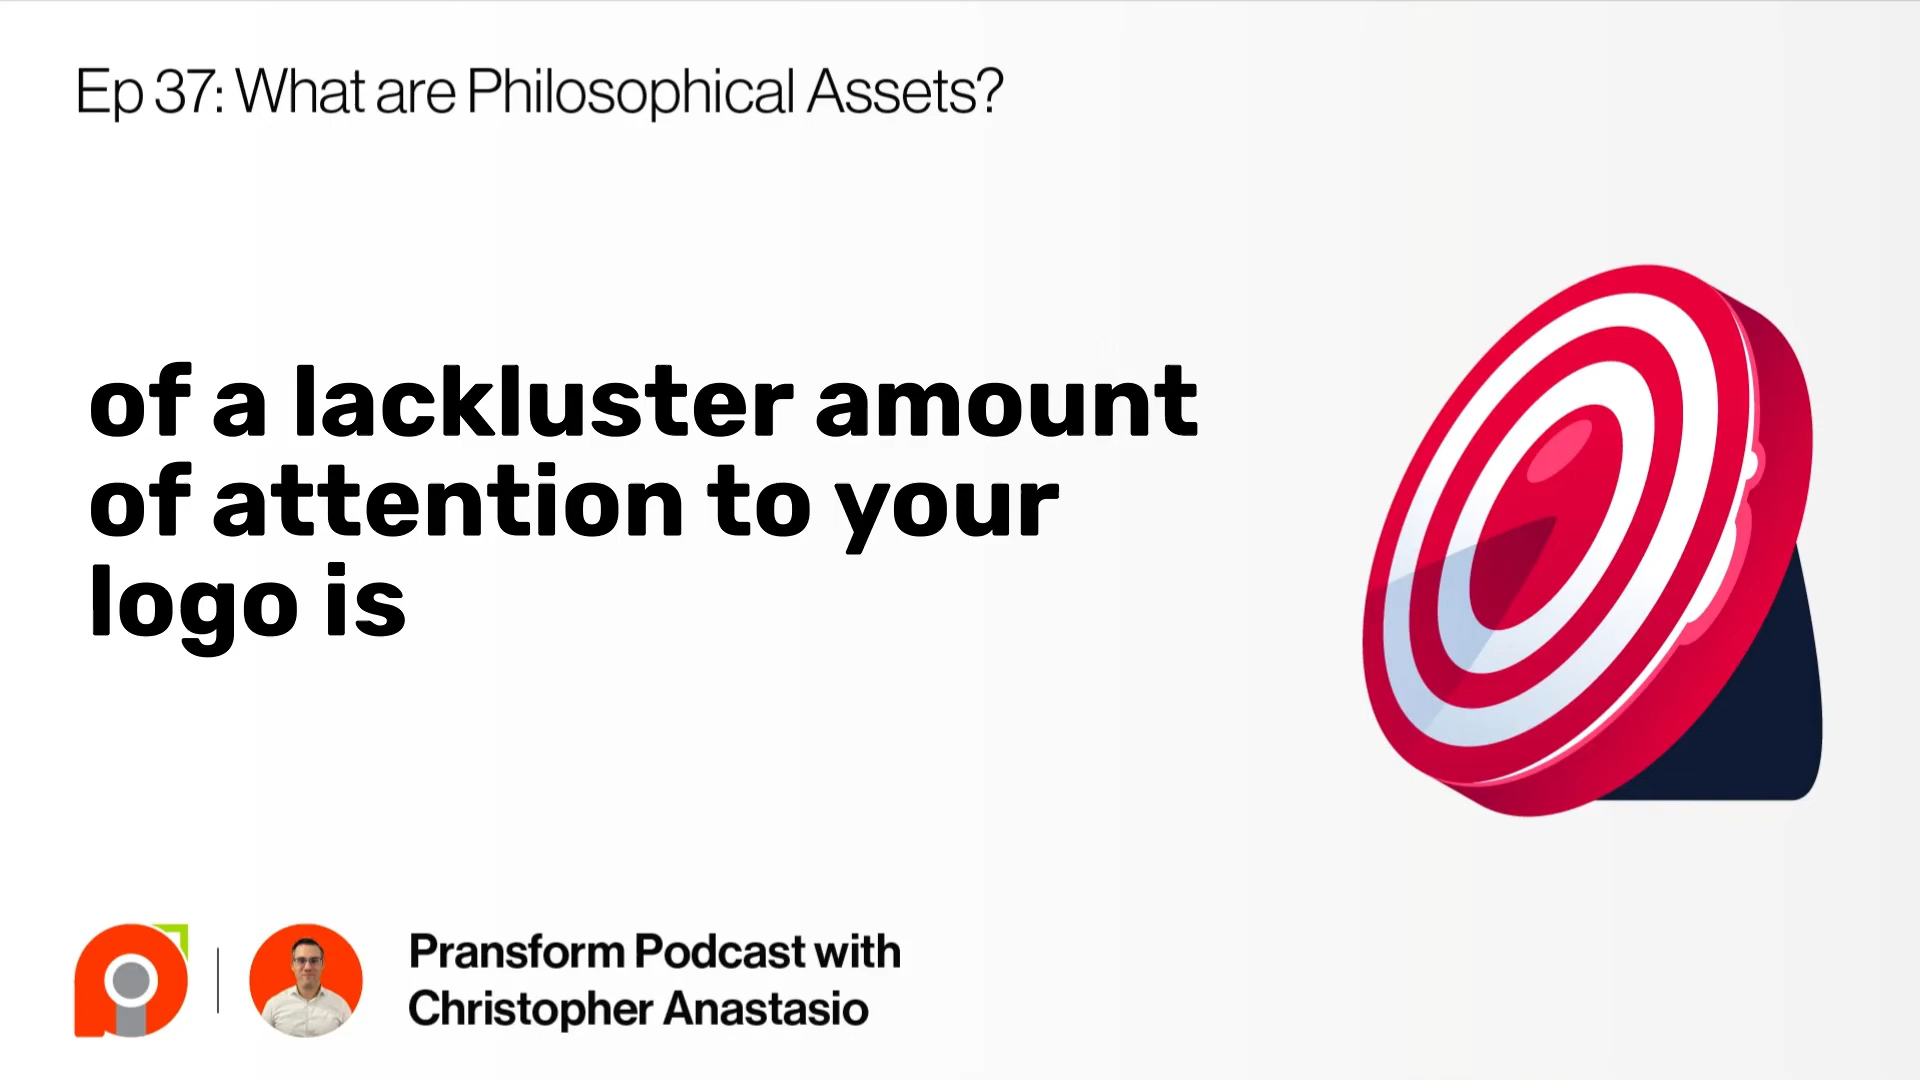 Ep 37: What are Philosophical Assets?
of a lackluster amount
of attention to your
logo is
Pransform Podcast with
Christopher Anastasio